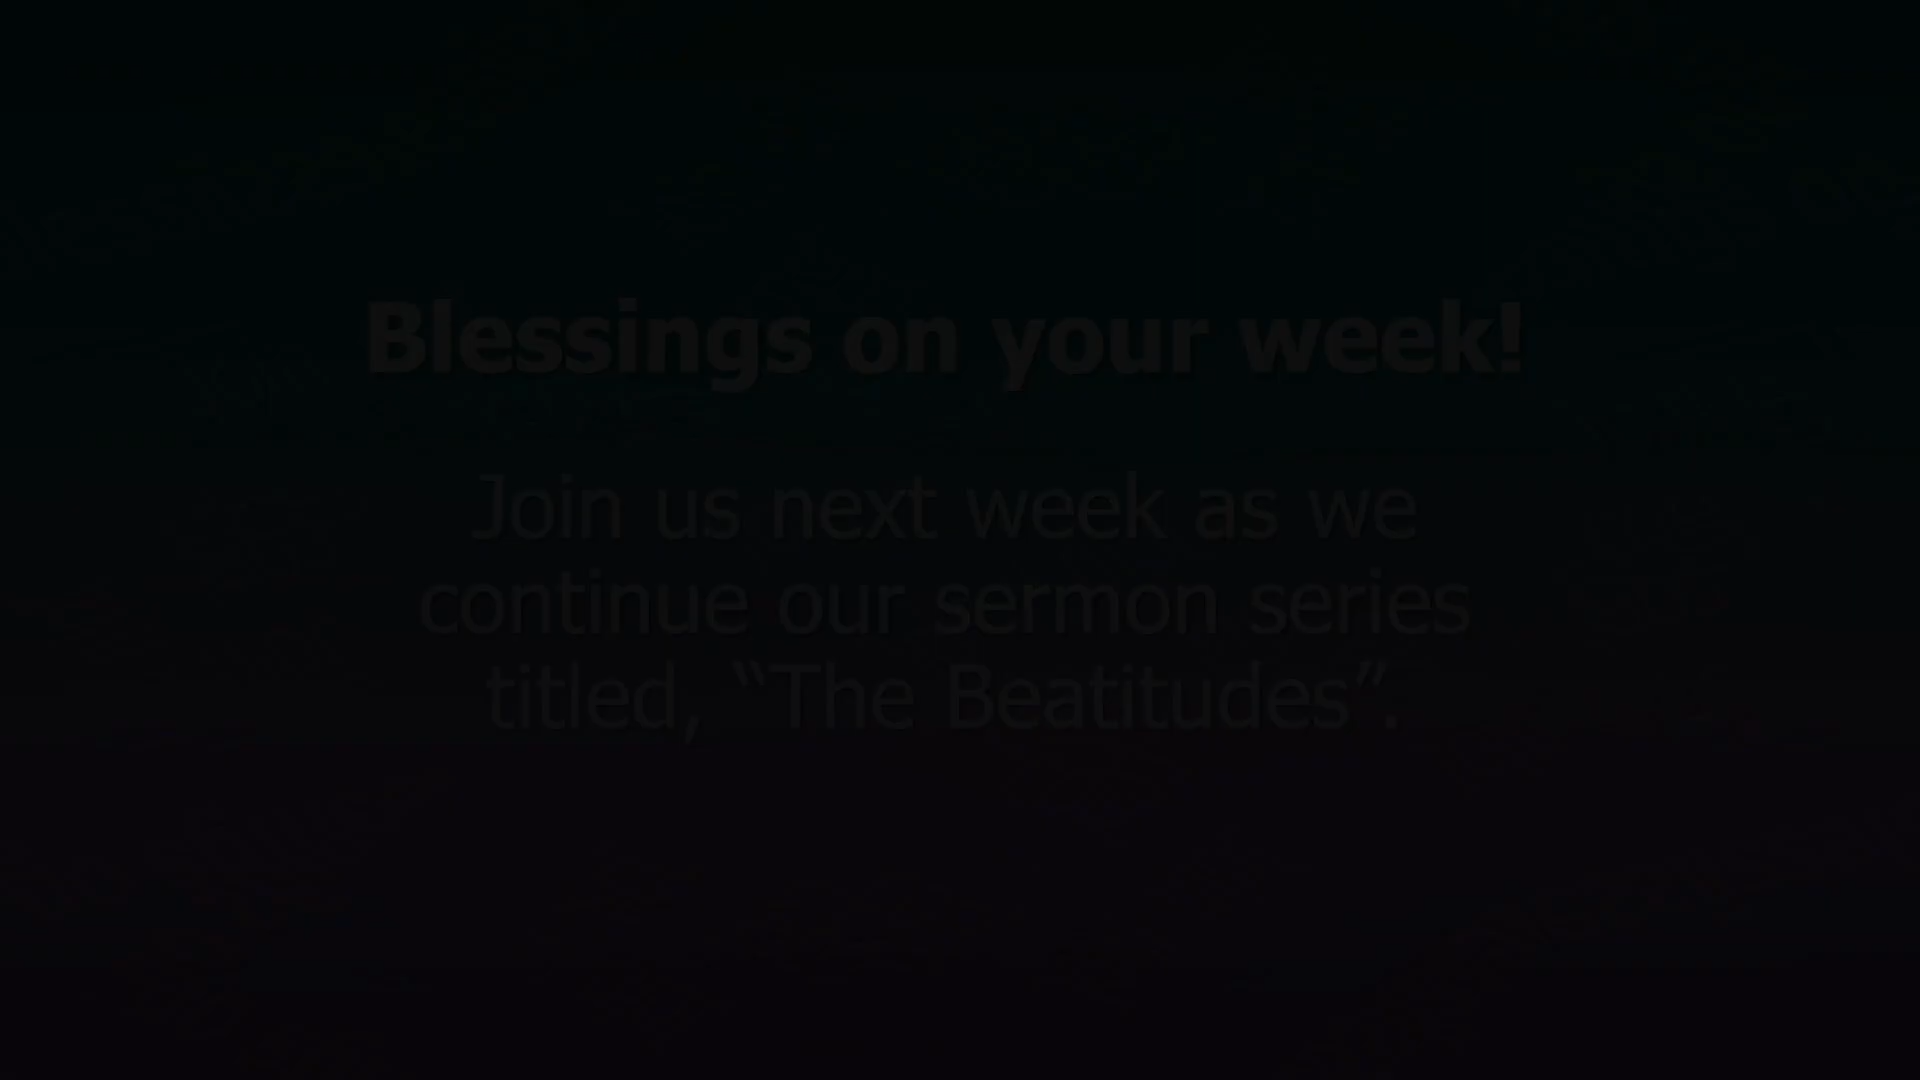 Blessings on your week!
Join us next week as we
continue our sermon series
titled, “The Beatitudes”.